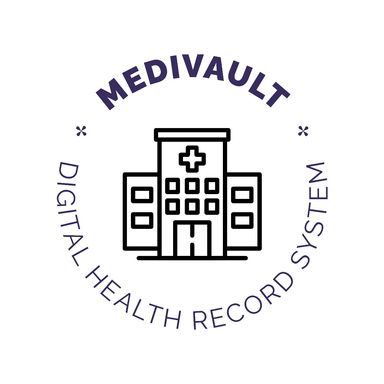 MEDIVAULT
DIGITAL HEALTH RECORD SYSTEM